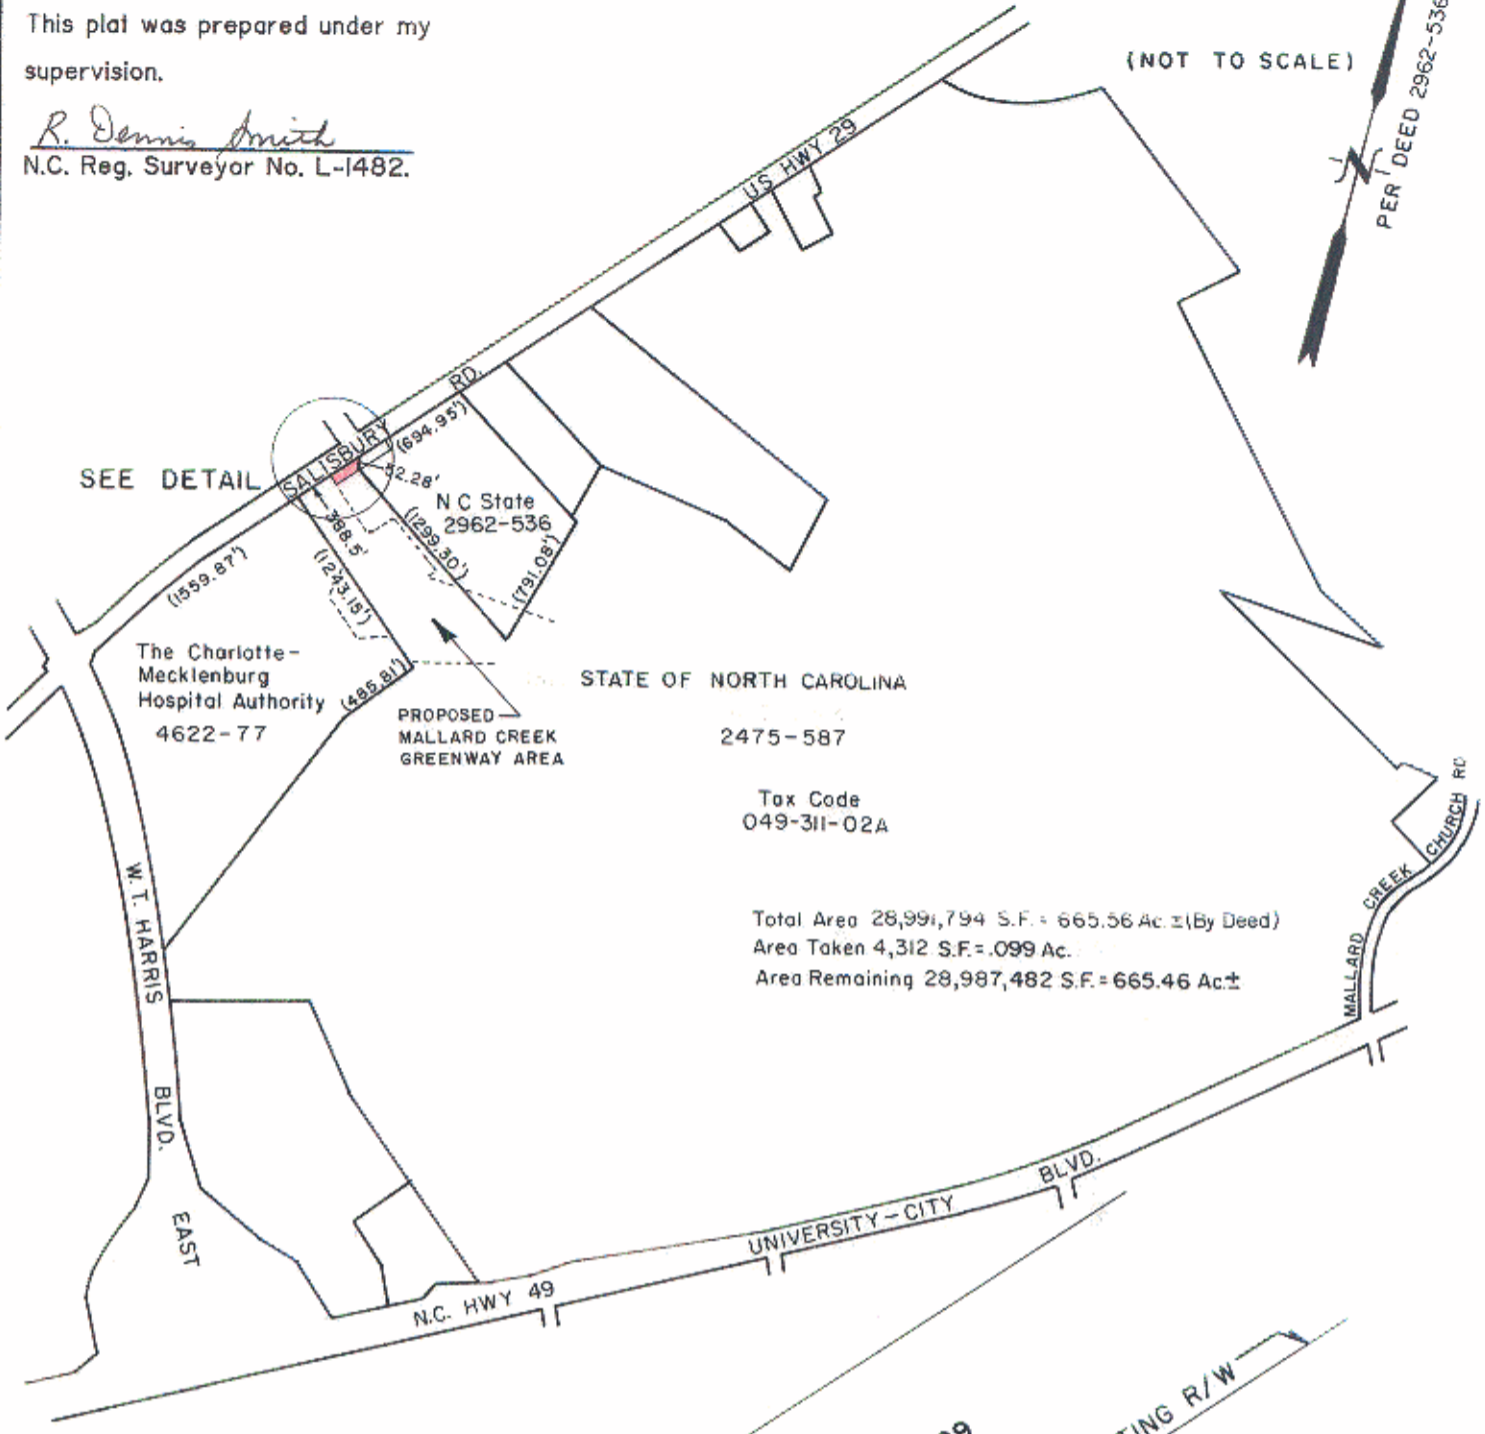 This plat was prepared under my
supervision.
R. Dennis Smith
N.C. Reg. Surveyor No. L-1482.
(NOT TO SCALE)
PER DEED 2962-536
N
US HWY 29
SALISBURY RD.
SEE DETAIL
(694.95')
52.28'
N C State
2962-536
388.5'
(1299.30')
(791.08')
(1243.15')
(1559.87')
(485.81')
The Charlotte-
Mecklenburg
Hospital Authority
4622-77
PROPOSED
MALLARD CREEK
GREENWAY AREA
STATE OF NORTH CAROLINA
2475-587
Tax Code
049-311-02A
Total Area 28,991,794 S.F. = 665.56 Ac. ±(By Deed)
Area Taken 4,312 S.F. = .099 Ac.
Area Remaining 28,987,482 S.F. = 665.46 Ac.±
MALLARD CREEK CHURCH RD
W. T. HARRIS BLVD. EAST
N.C. HWY 49
UNIVERSITY-CITY BLVD.
TING R/W